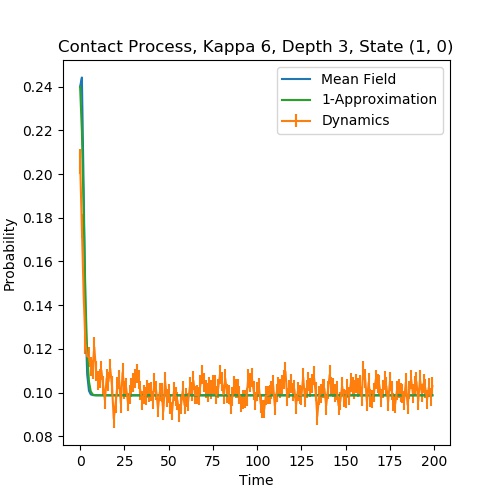 Contact Process, Kappa 6, Depth 3, State (1, 0)
Mean Field
1-Approximation
Dynamics
0.24
0.22
0.20
0.18
0.16
0.14
0.12
0.10
0.08
Probability
0 25 50 75 100 125 150 175 200
Time